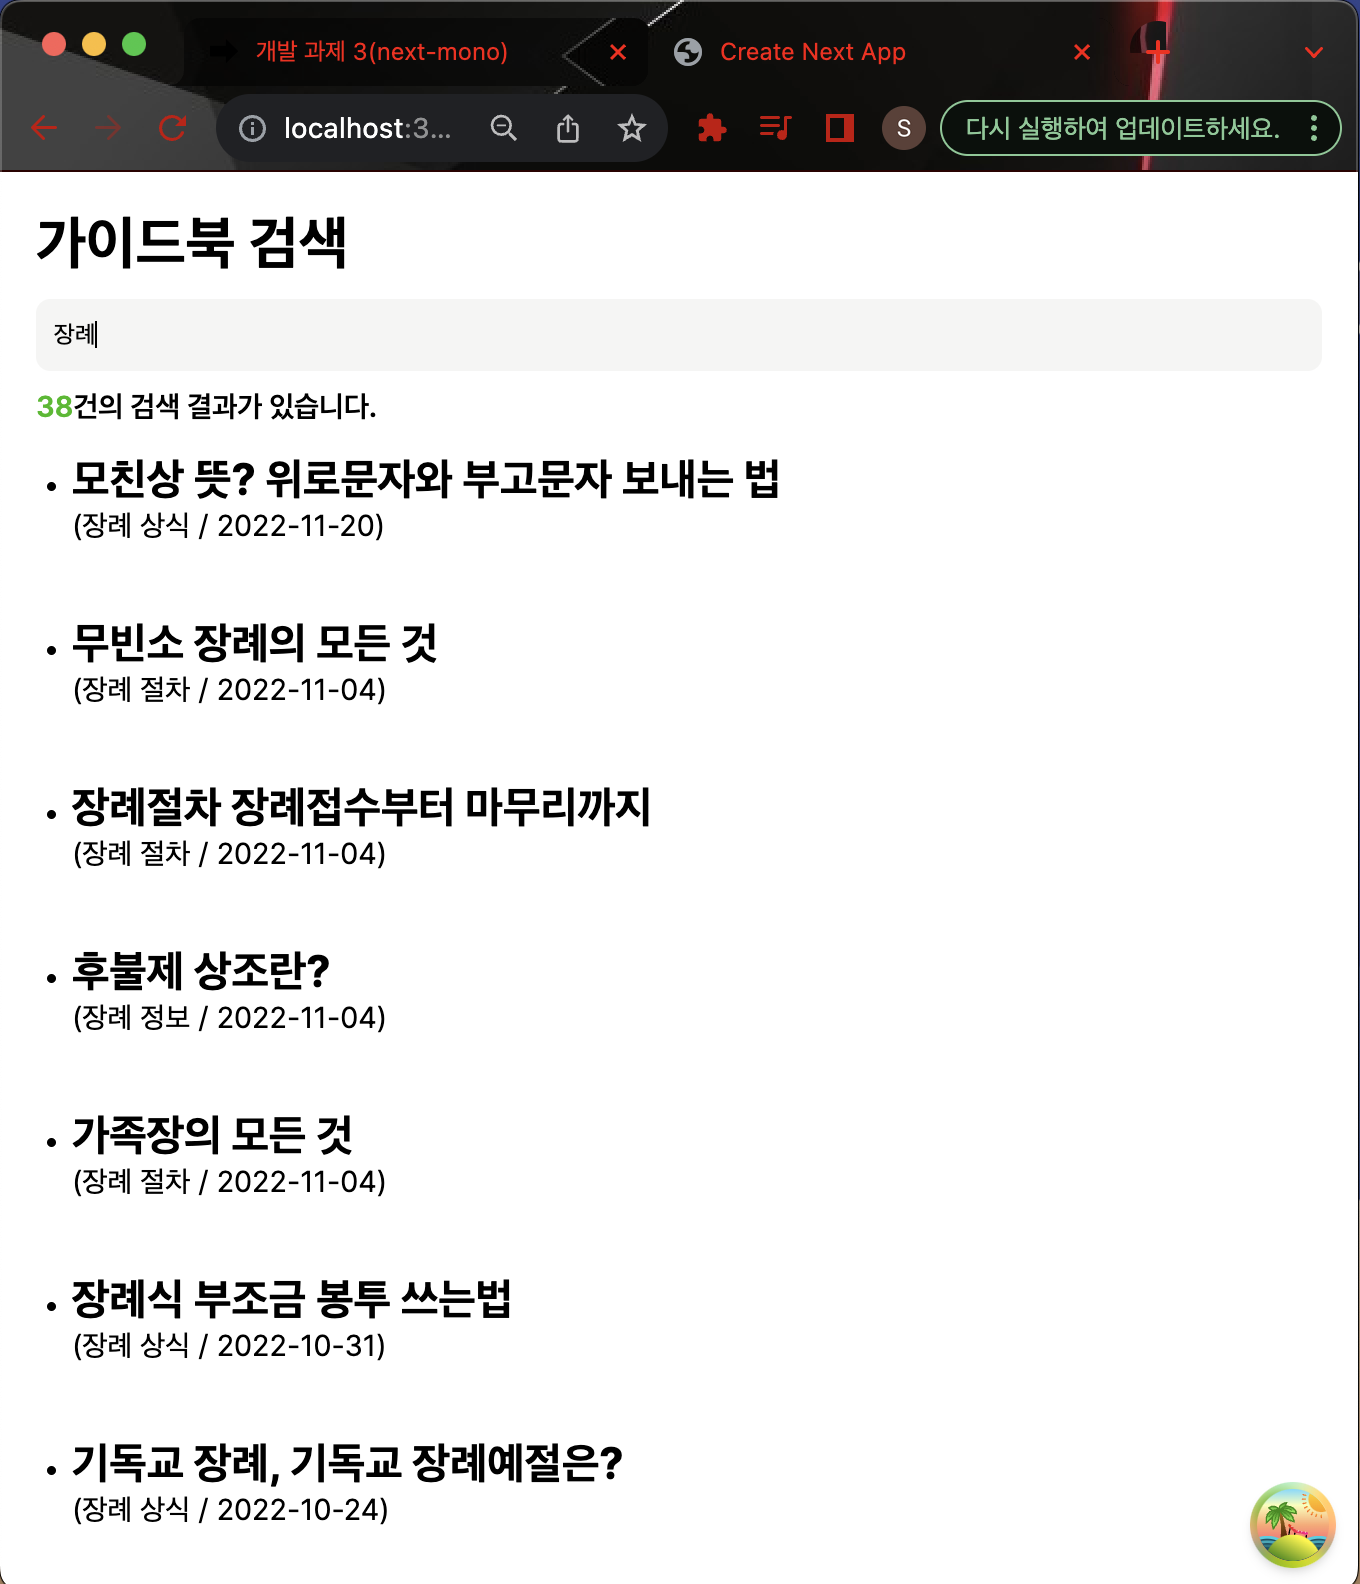 개발 과제 3(next-mono)
Create Next App
localhost:3...
S
다시 실행하여 업데이트하세요.
가이드북 검색
장례
38건의 검색 결과가 있습니다.
모친상 뜻? 위로문자와 부고문자 보내는 법
(장례 상식 / 2022-11-20)
무빈소 장례의 모든 것
(장례 절차 / 2022-11-04)
장례절차 장례접수부터 마무리까지
(장례 절차 / 2022-11-04)
후불제 상조란?
(장례 정보 / 2022-11-04)
가족장의 모든 것
(장례 절차 / 2022-11-04)
장례식 부조금 봉투 쓰는법
(장례 상식 / 2022-10-31)
기독교 장례, 기독교 장례예절은?
(장례 상식 / 2022-10-24)